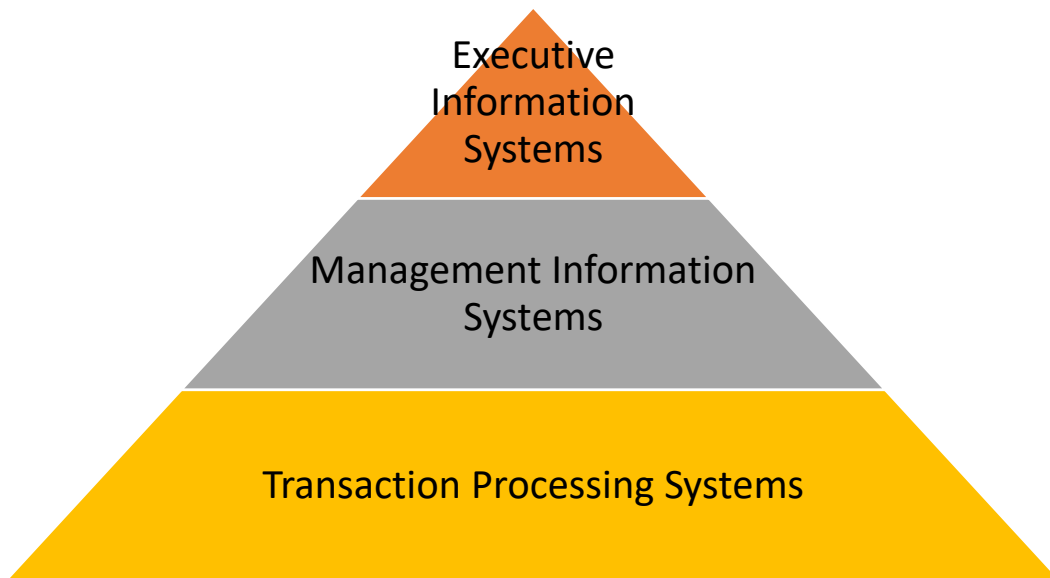 Executive
Information
Systems
Management Information
Systems
Transaction Processing Systems